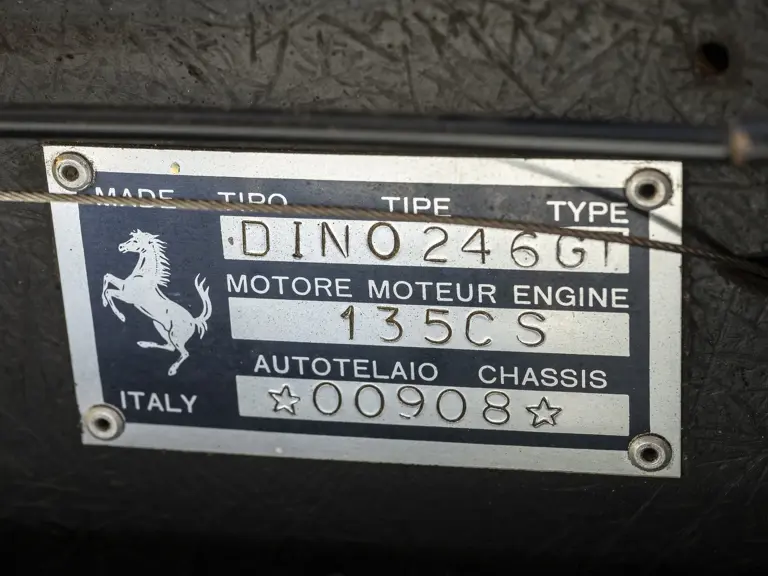 MADE TIPO TIPE TYPE
DINO 246GT
MOTORE MOTEUR ENGINE
135CS
AUTOTELAIO CHASSIS
ITALY ☆00908☆